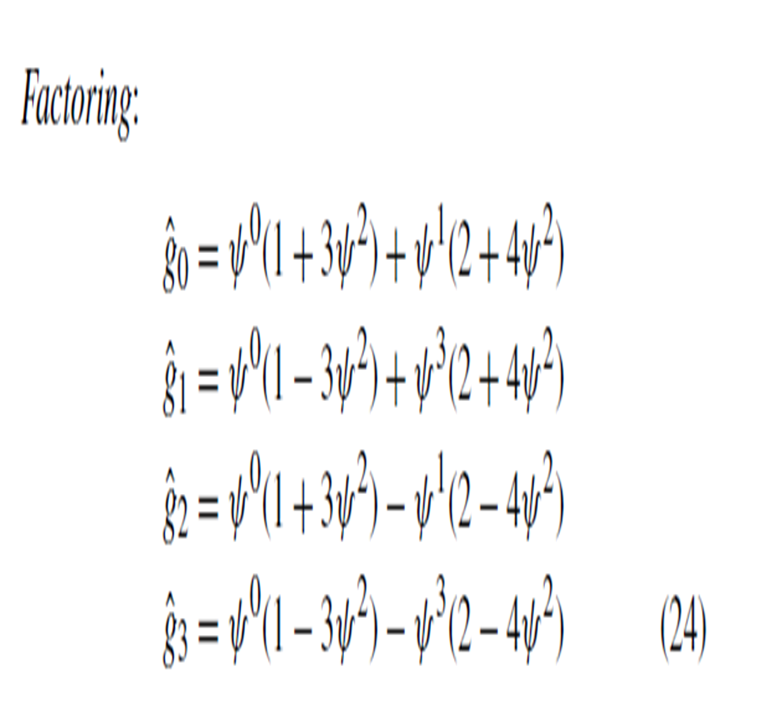 Factoring:
ĝ₀ = ψ⁰(1 + 3ψ²) + ψ¹(2 + 4ψ²)
ĝ₁ = ψ⁰(1 − 3ψ²) + ψ³(2 + 4ψ²)
ĝ₂ = ψ⁰(1 + 3ψ²) − ψ¹(2 − 4ψ²)
ĝ₃ = ψ⁰(1 − 3ψ²) − ψ³(2 − 4ψ²) (24)